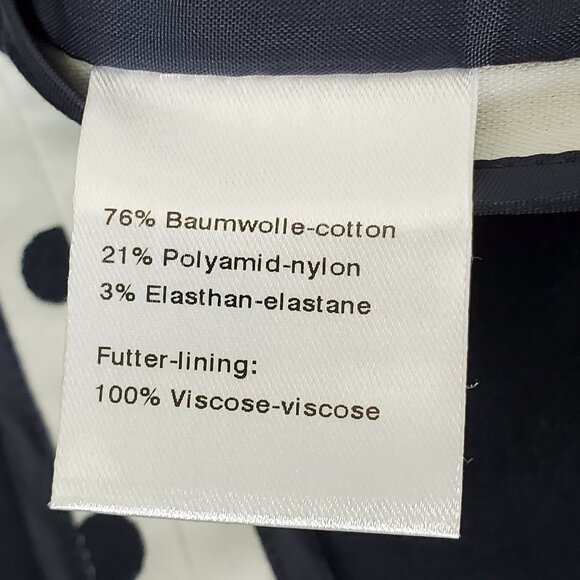 76% Baumwolle-cotton
21% Polyamid-nylon
3% Elasthan-elastane
Futter-lining:
100% Viscose-viscose